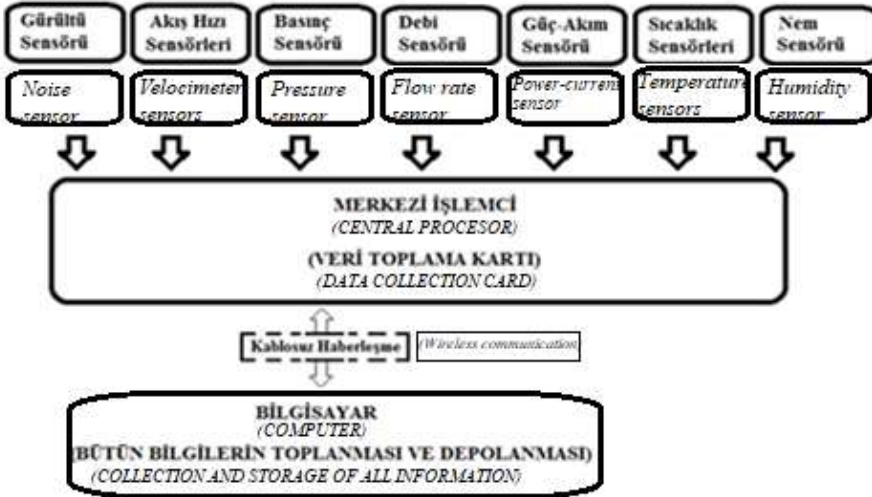 Gürültü
Sensörü
Akış Hızı
Sensörleri
Basınç
Sensörü
Debi
Sensörü
Güç-Akım
Sensörü
Sıcaklık
Sensörleri
Nem
Sensörü
Noise
sensor
Velocimeter
sensors
Pressure
sensor
Flow rate
sensor
Power-current
sensor
Temperature
sensors
Humidity
sensor
MERKEZİ İŞLEMCİ
(CENTRAL PROCESOR)
(VERİ TOPLAMA KARTI)
(DATA COLLECTION CARD)
Kablosuz Haberleşme
(Wireless communication
BİLGİSAYAR
(COMPUTER)
(BÜTÜN BİLGİLERİN TOPLANMASI VE DEPOLANMASI)
(COLLECTION AND STORAGE OF ALL INFORMATION)